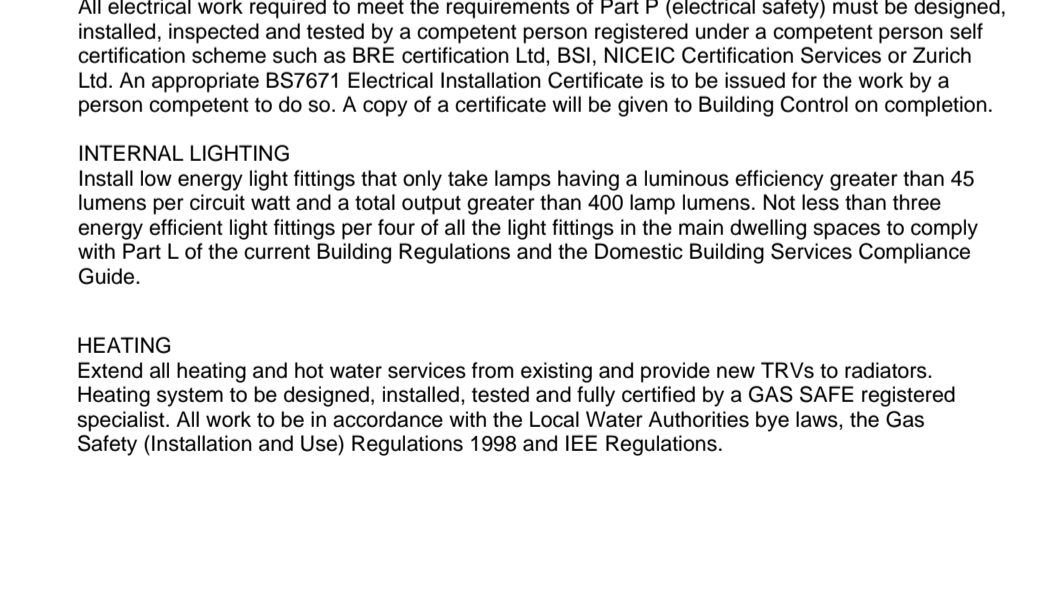 All electrical work required to meet the requirements of Part P (electrical safety) must be designed,
installed, inspected and tested by a competent person registered under a competent person self
certification scheme such as BRE certification Ltd, BSI, NICEIC Certification Services or Zurich
Ltd. An appropriate BS7671 Electrical Installation Certificate is to be issued for the work by a
person competent to do so. A copy of a certificate will be given to Building Control on completion.
INTERNAL LIGHTING
Install low energy light fittings that only take lamps having a luminous efficiency greater than 45
lumens per circuit watt and a total output greater than 400 lamp lumens. Not less than three
energy efficient light fittings per four of all the light fittings in the main dwelling spaces to comply
with Part L of the current Building Regulations and the Domestic Building Services Compliance
Guide.
HEATING
Extend all heating and hot water services from existing and provide new TRVs to radiators.
Heating system to be designed, installed, tested and fully certified by a GAS SAFE registered
specialist. All work to be in accordance with the Local Water Authorities bye laws, the Gas
Safety (Installation and Use) Regulations 1998 and IEE Regulations.